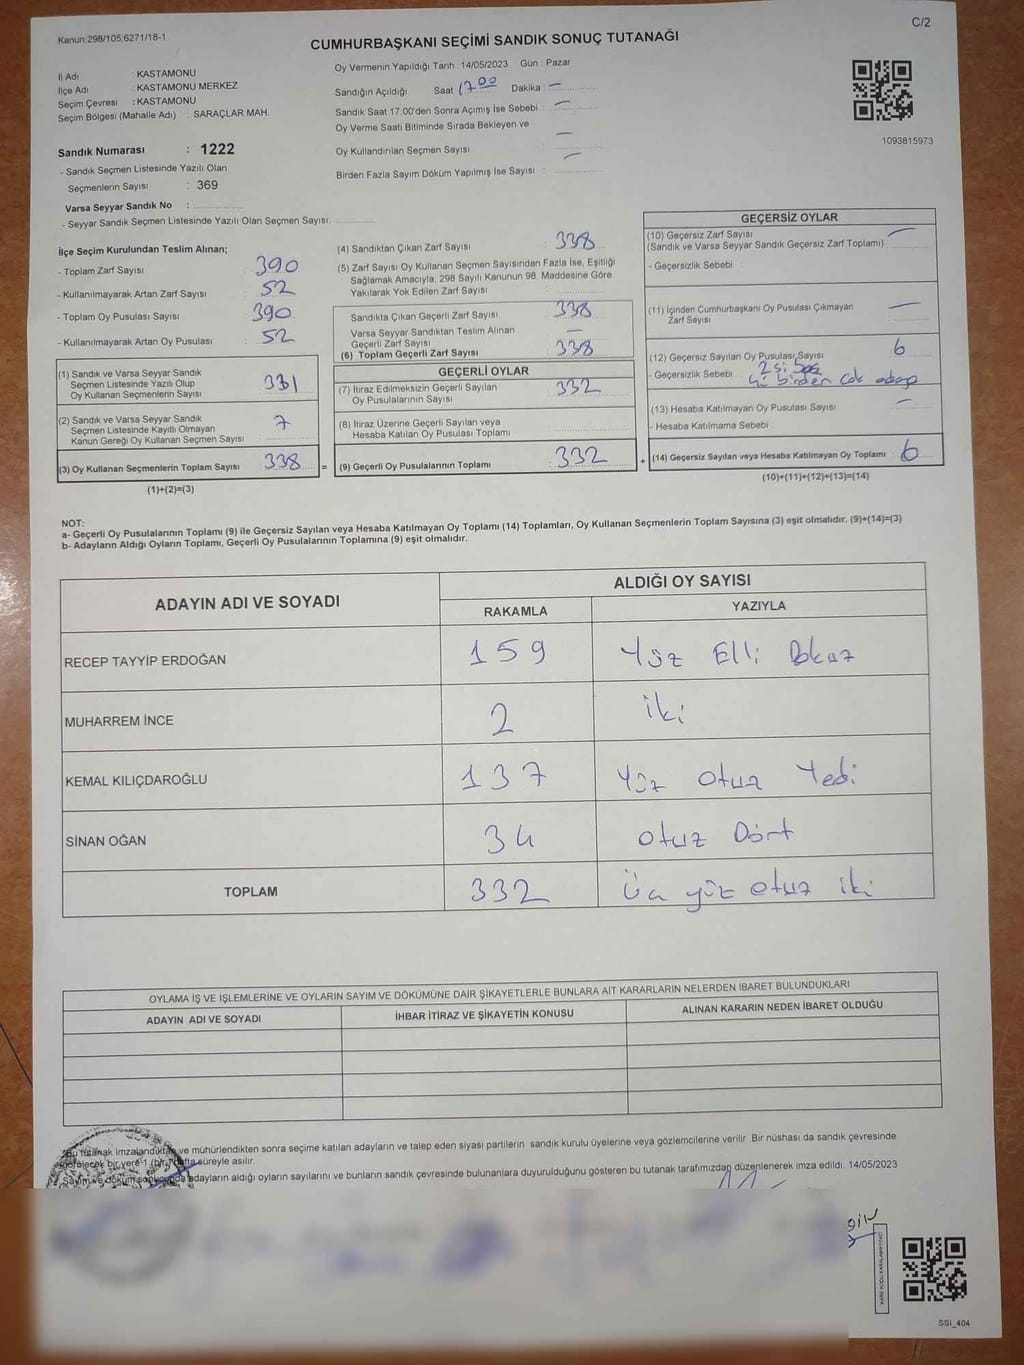 Kanun:298/105;6271/18-1
C/2
CUMHURBAŞKANI SEÇİMİ SANDIK SONUÇ TUTANAĞI
İl Adı : KASTAMONU
İlçe Adı : KASTAMONU MERKEZ
Seçim Çevresi : KASTAMONU
Seçim Bölgesi (Mahalle Adı) : SARAÇLAR MAH.
Sandık Numarası : 1222
- Sandık Seçmen Listesinde Yazılı Olan
Seçmenlerin Sayısı : 369
Varsa Seyyar Sandık No :
- Seyyar Sandık Seçmen Listesinde Yazılı Olan Seçmen Sayısı:
Oy Vermenin Yapıldığı Tarih :14/05/2023 Gün : Pazar
Sandığın Açıldığı Saat 17.00 Dakika : —
Sandık Saat 17:00'den Sonra Açımış İse Sebebi : —
Oy Verme Saati Bitiminde Sırada Bekleyen ve
Oy Kullandırılan Seçmen Sayısı —
Birden Fazla Sayım Döküm Yapılmış İse Sayısı : —
1093815973
İlçe Seçim Kurulundan Teslim Alınan;
- Toplam Zarf Sayısı : 390
- Kullanılmayarak Artan Zarf Sayısı : 52
- Toplam Oy Pusulası Sayısı : 390
- Kullanılmayarak Artan Oy Pusulası : 52
(1) Sandık ve Varsa Seyyar Sandık
Seçmen Listesinde Yazılı Olup
Oy Kullanan Seçmenlerin Sayısı 331
(2) Sandık ve Varsa Seyyar Sandık
Seçmen Listesinde Kayıtlı Olmayan
Kanun Gereği Oy Kullanan Seçmen Sayısı 7
(3) Oy Kullanan Seçmenlerin Toplam Sayısı : 338 =
(1)+(2)=(3)
(4) Sandıktan Çıkan Zarf Sayısı : 338
(5) Zarf Sayısı Oy Kullanan Seçmen Sayısından Fazla İse, Eşitliği
Sağlamak Amacıyla; 298 Sayılı Kanunun 98. Maddesine Göre
Yakılarak Yok Edilen Zarf Sayısı :
Sandıkta Çıkan Geçerli Zarf Sayısı : 338
Varsa Seyyar Sandıktan Teslim Alınan
Geçerli Zarf Sayısı : —
(6) Toplam Geçerli Zarf Sayısı : 338
GEÇERLİ OYLAR
(7) İtiraz Edilmeksizin Geçerli Sayılan
Oy Pusulalarının Sayısı : 332
(8) İtiraz Üzerine Geçerli Sayılan veya
Hesaba Katılan Oy Pusulası Toplamı :
(9) Geçerli Oy Pusulalarının Toplamı : 332 +
GEÇERSİZ OYLAR
(10) Geçersiz Zarf Sayısı —
(Sandık ve Varsa Seyyar Sandık Geçersiz Zarf Toplamı)
- Geçersizlik Sebebi :
(11) İçinden Cumhurbaşkanı Oy Pusulası Çıkmayan —
Zarf Sayısı
(12) Geçersiz Sayılan Oy Pusulası Sayısı 6
- Geçersizlik Sebebi : 2si boş
4ü birden çok adaya
(13) Hesaba Katılmayan Oy Pusulası Sayısı —
- Hesaba Katılmama Sebebi :
(14) Geçersiz Sayılan veya Hesaba Katılmayan Oy Toplamı : 6
(10)+(11)+(12)+(13)=(14)
NOT:
a- Geçerli Oy Pusulalarının Toplamı (9) ile Geçersiz Sayılan veya Hesaba Katılmayan Oy Toplamı (14) Toplamları, Oy Kullanan Seçmenlerin Toplam Sayısına (3) eşit olmalıdır. (9)+(14)=(3)
b- Adayların Aldığı Oyların Toplamı, Geçerli Oy Pusulalarının Toplamına (9) eşit olmalıdır.
ADAYIN ADI VE SOYADI ALDIĞI OY SAYISI
RAKAMLA YAZIYLA
RECEP TAYYİP ERDOĞAN 159 Yüz Elli Dokuz
MUHARREM İNCE 2 iki
KEMAL KILIÇDAROĞLU 137 Yüz Otuz Yedi
SİNAN OĞAN 34 Otuz Dört
TOPLAM 332 Üç yüz otuz iki
OYLAMA İŞ VE İŞLEMLERİNE VE OYLARIN SAYIM VE DÖKÜMÜNE DAİR ŞİKAYETLERLE BUNLARA AİT KARARLARIN NELERDEN İBARET BULUNDUKLARI
ADAYIN ADI VE SOYADI İHBAR İTİRAZ VE ŞİKAYETİN KONUSU ALINAN KARARIN NEDEN İBARET OLDUĞU
Bu tutanak imzalandıktan ve mühürlendikten sonra seçime katılan adayların ve talep eden siyasi partilerin sandık kurulu üyelerine veya gözlemcilerine verilir. Bir nüshası da sandık çevresinde
görülecek bir yere 1 (bir) hafta süreyle asılır.
Sayım ve döküm sonucunda adayların aldığı oyların sayılarını ve bunların sandık çevresinde bulunanlara duyurulduğunu gösteren bu tutanak tarafımızdan düzenlenerek imza edildi. 14/05/2023
SSI_404